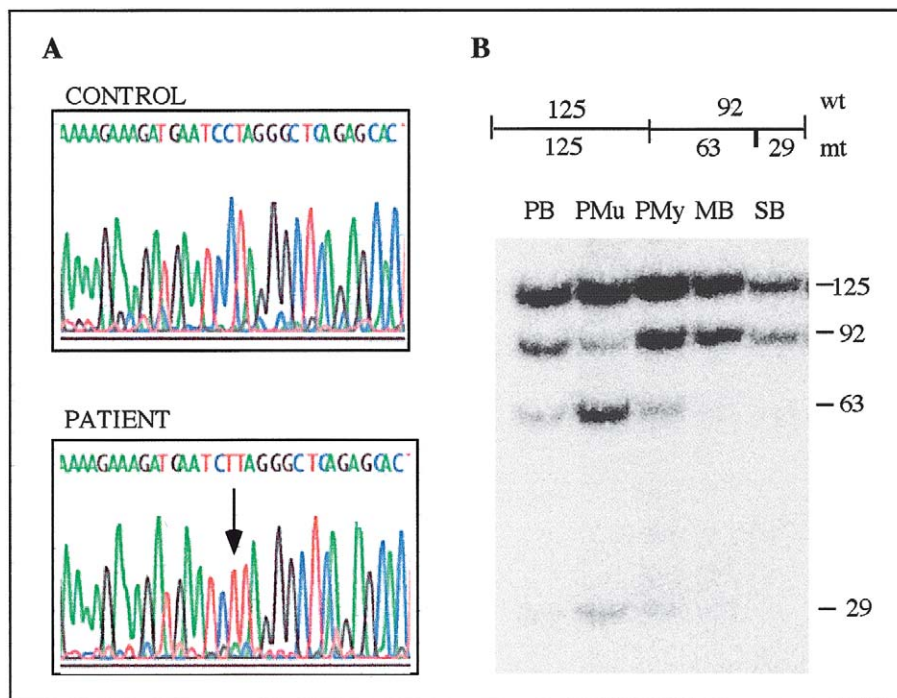 A
CONTROL
AAAAGAAAGATGAATCCTAGGGCTCAGAGCAC
PATIENT
AAAAGAAAGATGAATCTTAGGGCTCAGAGCAC
B
125 92 wt
125 63 29 mt
PB PMu PMy MB SB
125
92
63
29